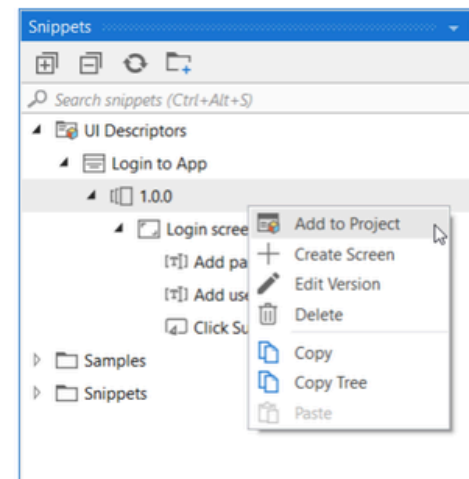 Snippets
Search snippets (Ctrl+Alt+S)
UI Descriptors
Login to App
1.0.0
Login scree
Add to Project
Add pa
Create Screen
Add use
Edit Version
Click Su
Delete
Samples
Copy
Snippets
Copy Tree
Paste